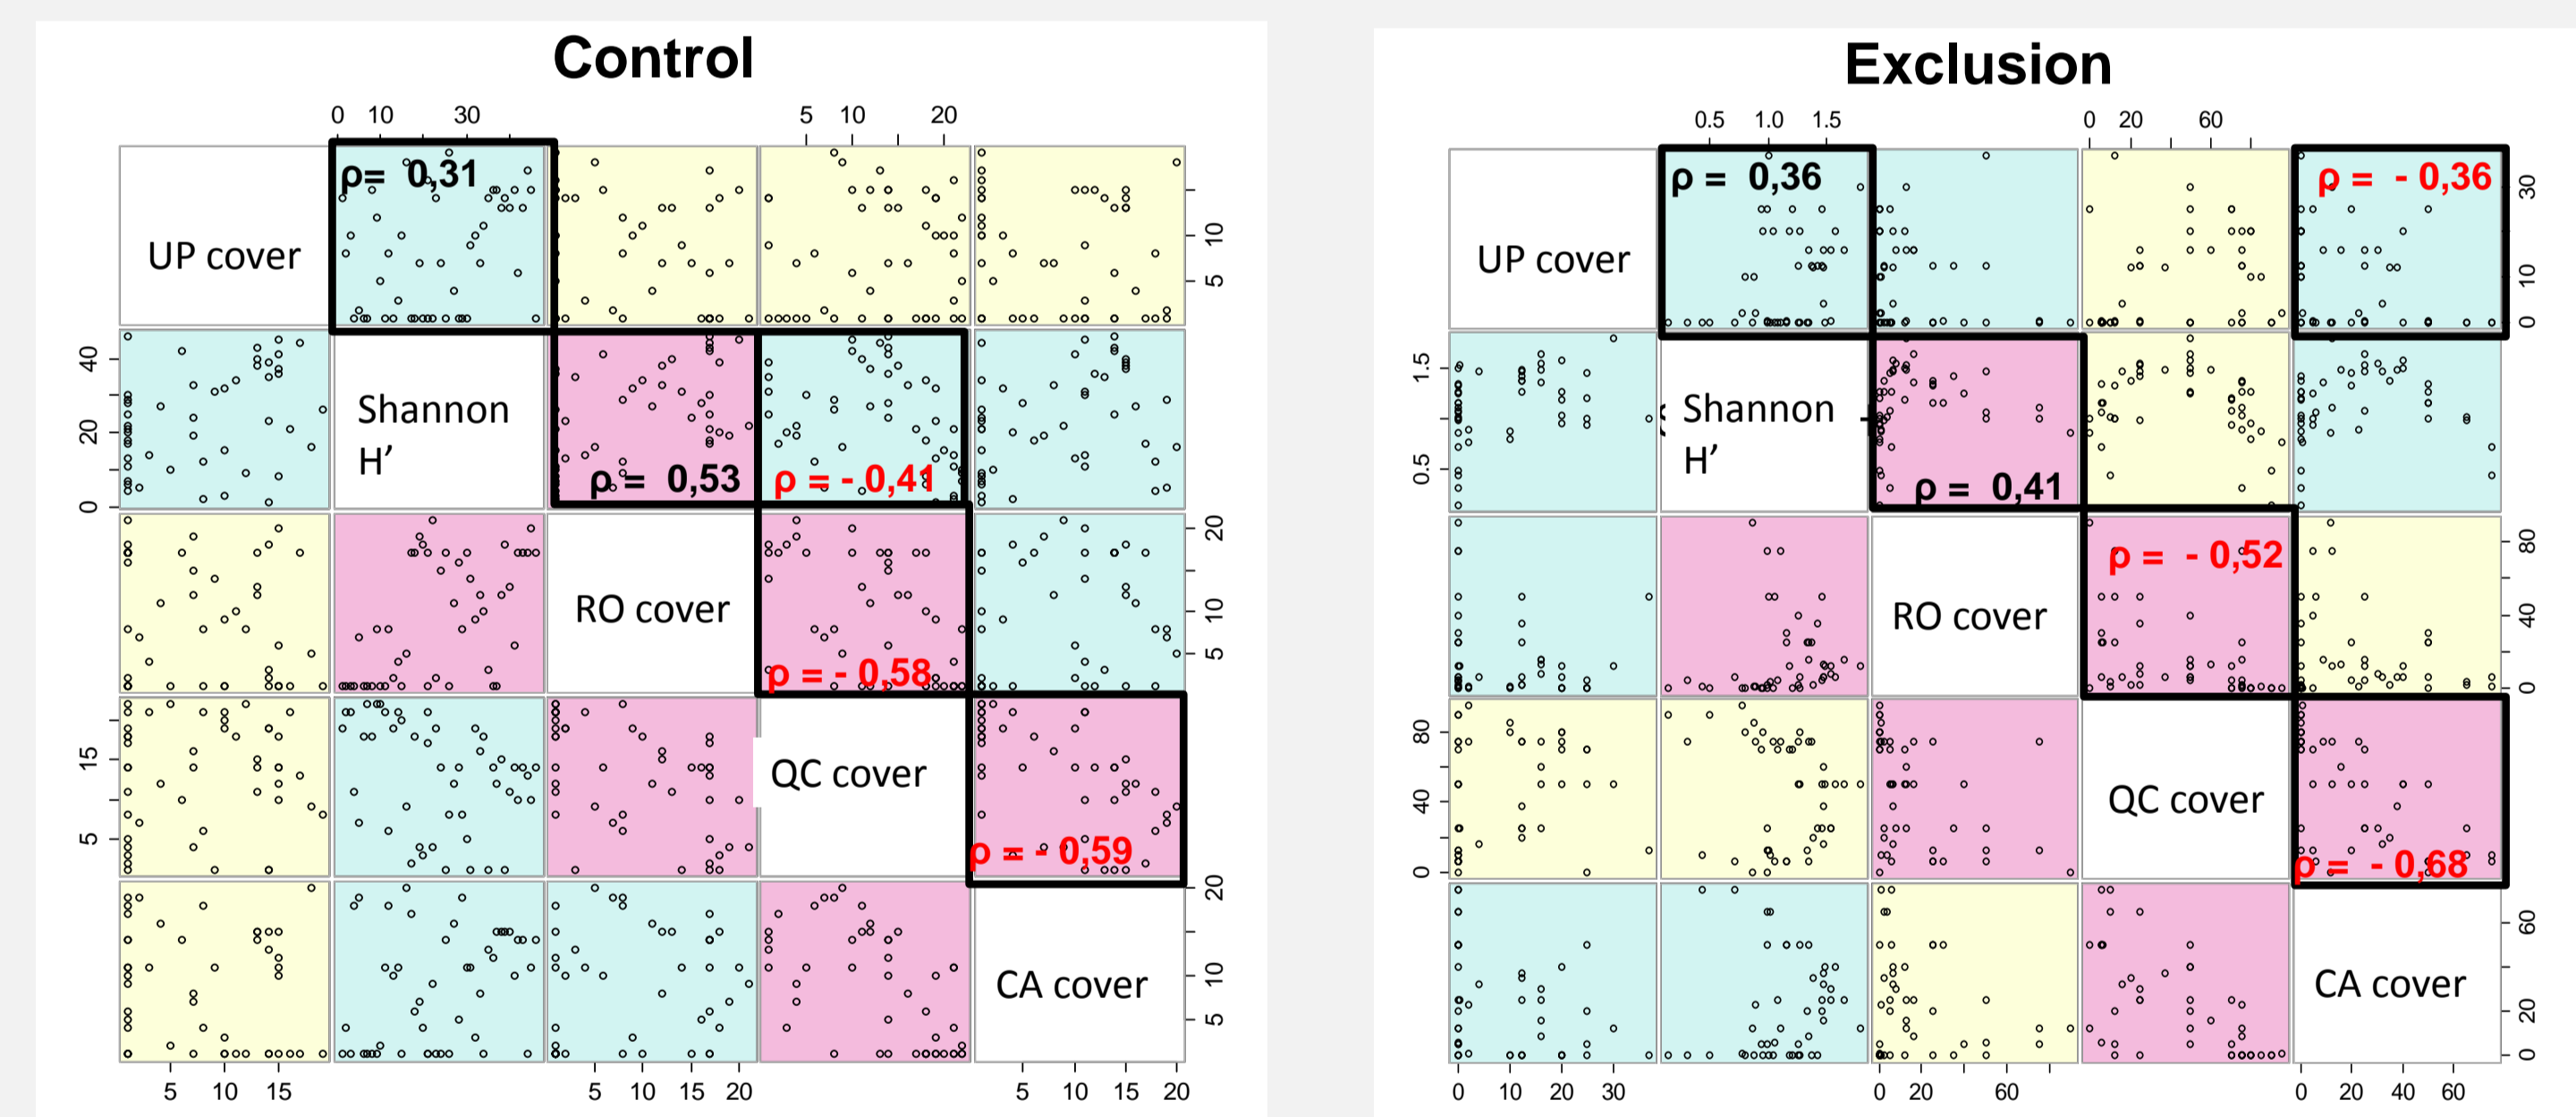 Control
Exclusion
0 10 30
5 10 20
0.5 1.0 1.5
0 20 60
ρ= 0,31
ρ = 0,36
ρ = - 0,36
UP cover
5 10
UP cover
0 10 30
0 20 40
Shannon
H’
ρ = 0,53
ρ = - 0,41
0.5 1.5
Shannon
H’
ρ = 0,41
RO cover
ρ = - 0,58
5 10 20
RO cover
ρ = - 0,52
0 40 80
5 15
QC cover
ρ = - 0,59
0 40 80
QC cover
ρ = - 0,68
CA cover
5 10 20
CA cover
0 20 60
5 10 15
5 10 15 20
5 10 15 20
0 10 20 30
0 20 60
0 20 40 60